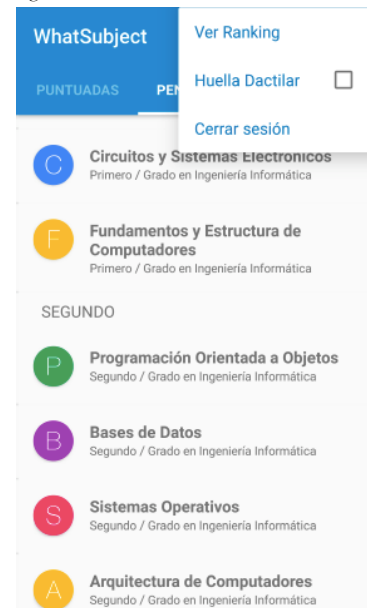 WhatSubject
Ver Ranking
Huella Dactilar
Cerrar sesión
PUNTUADAS PEN
C
Circuitos y Sistemas Electrónicos
Primero / Grado en Ingeniería Informática
F
Fundamentos y Estructura de
Computadores
Primero / Grado en Ingeniería Informática
SEGUNDO
P
Programación Orientada a Objetos
Segundo / Grado en Ingeniería Informática
B
Bases de Datos
Segundo / Grado en Ingeniería Informática
S
Sistemas Operativos
Segundo / Grado en Ingeniería Informática
A
Arquitectura de Computadores
Segundo / Grado en Ingeniería Informática